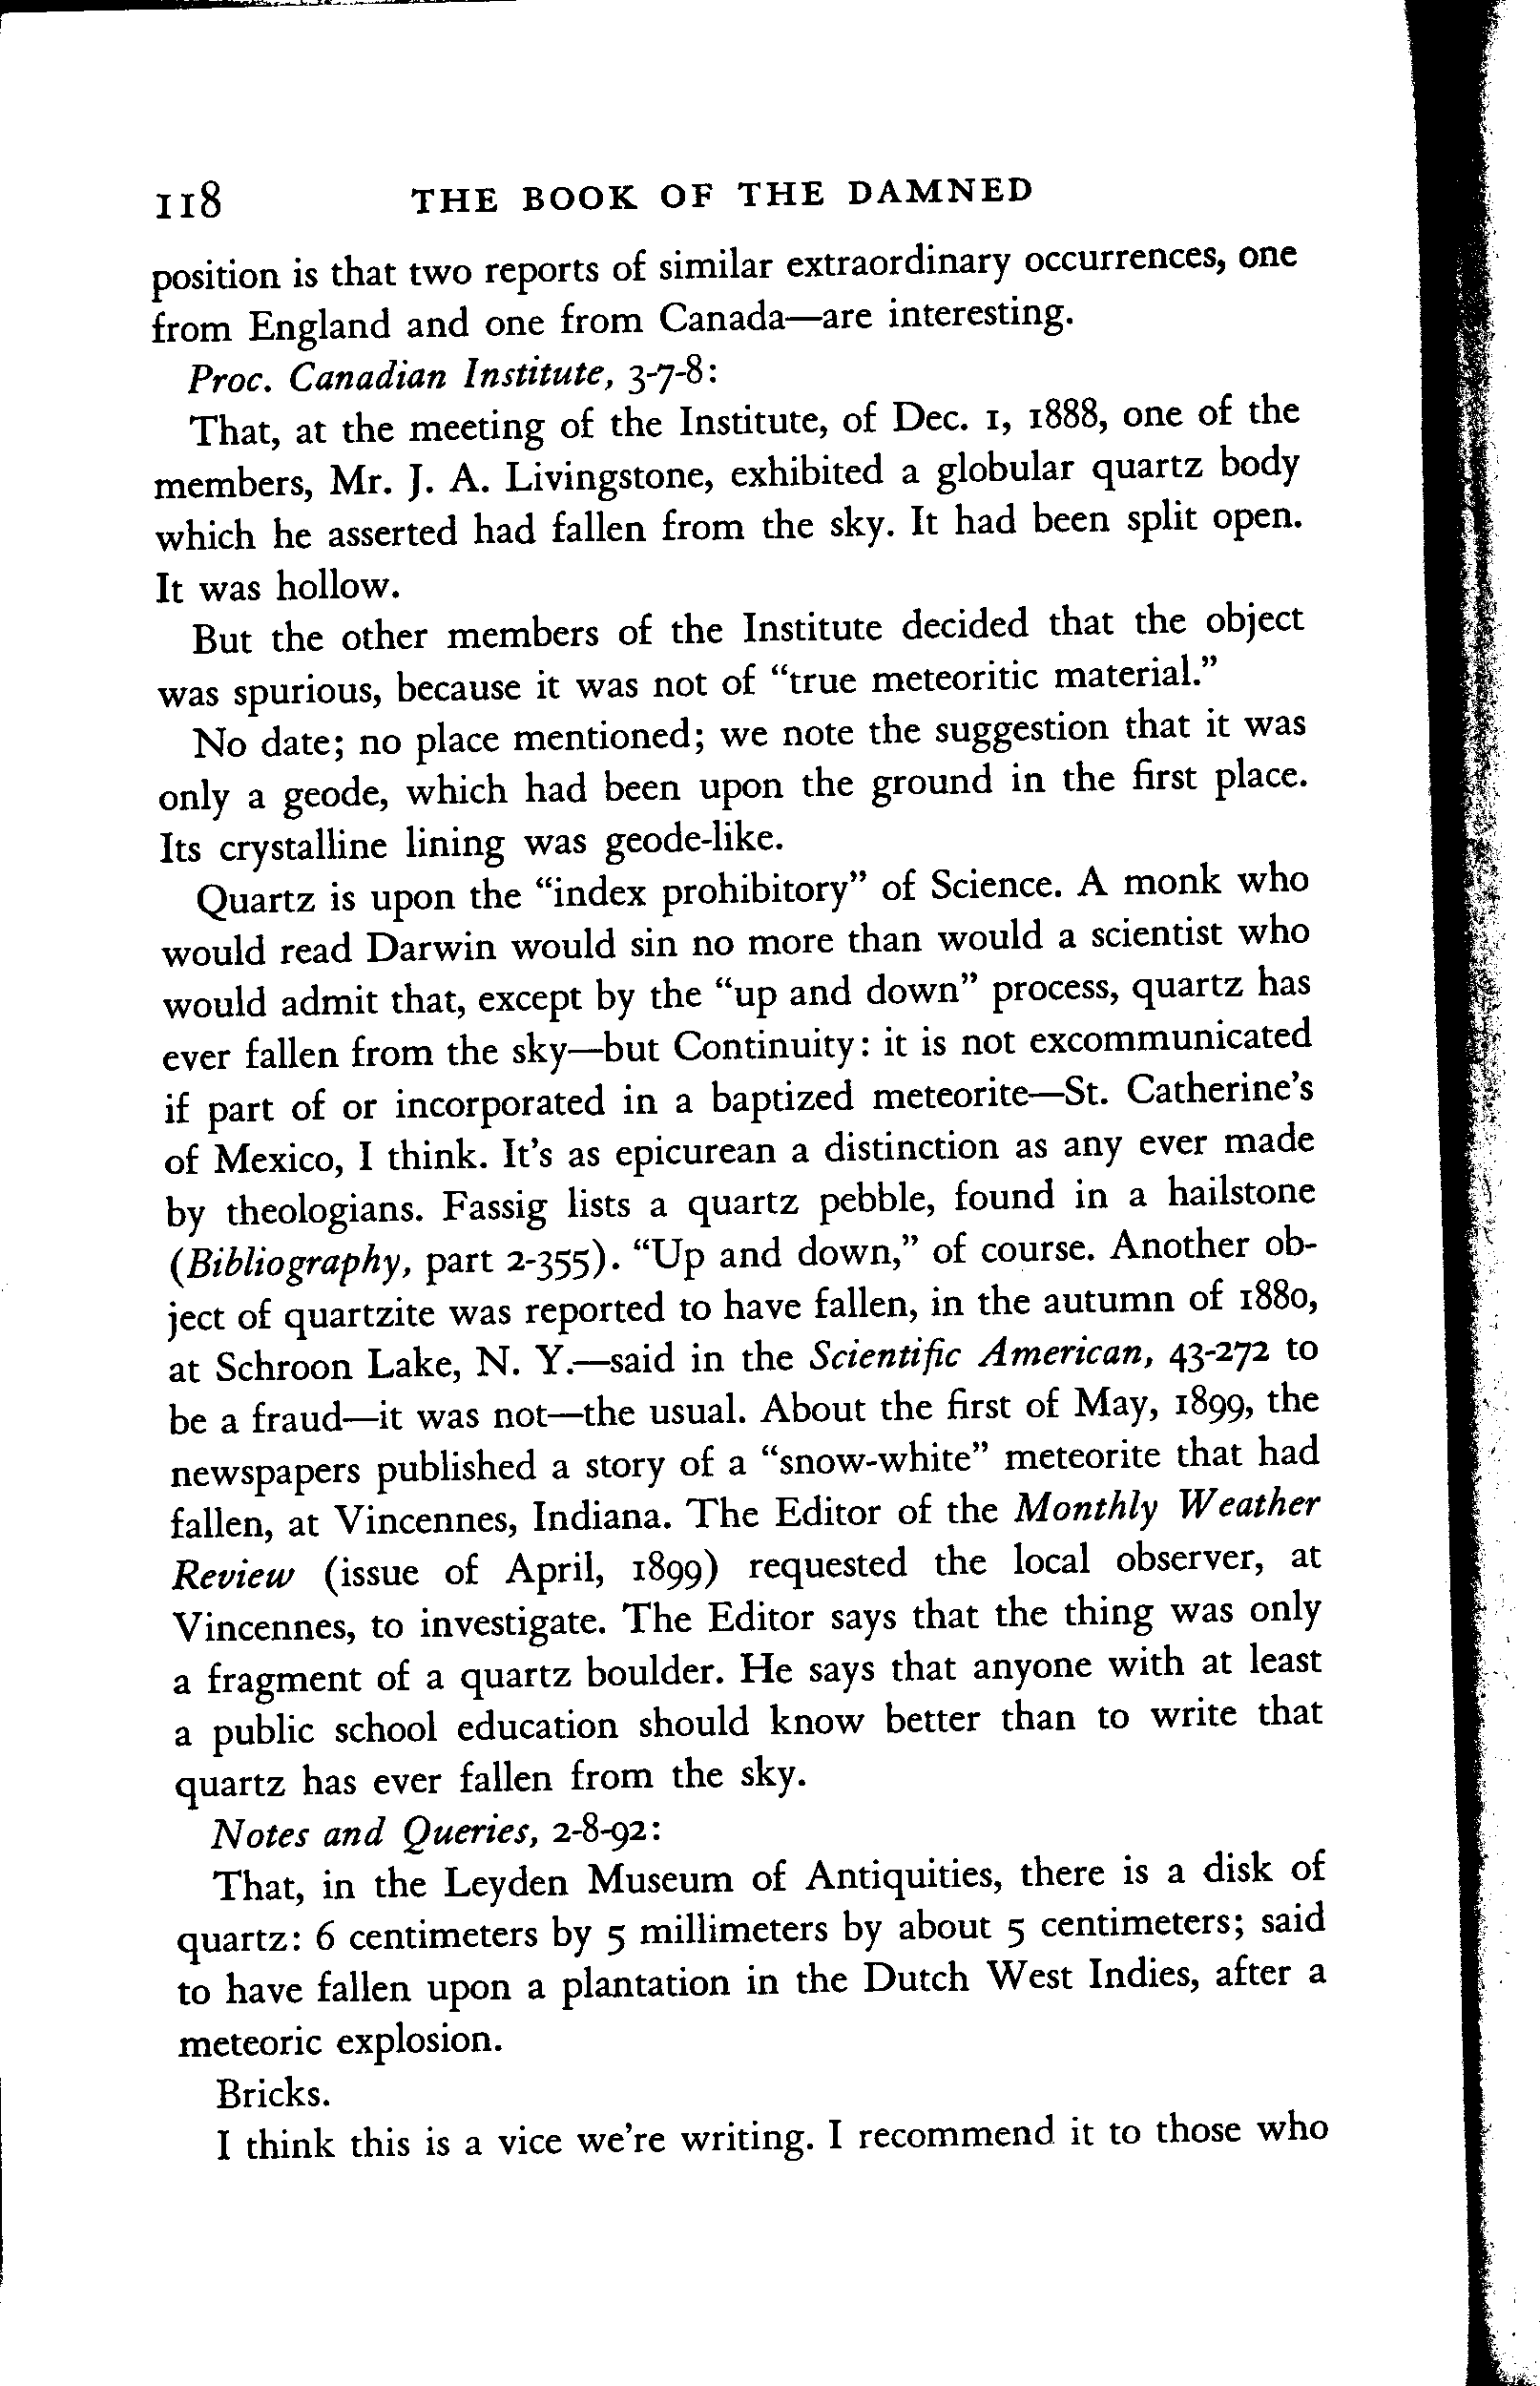 118 THE BOOK OF THE DAMNED
position is that two reports of similar extraordinary occurrences, one
from England and one from Canada—are interesting.
Proc. Canadian Institute, 3-7-8:
That, at the meeting of the Institute, of Dec. 1, 1888, one of the
members, Mr. J. A. Livingstone, exhibited a globular quartz body
which he asserted had fallen from the sky. It had been split open.
It was hollow.
But the other members of the Institute decided that the object
was spurious, because it was not of “true meteoritic material.”
No date; no place mentioned; we note the suggestion that it was
only a geode, which had been upon the ground in the first place.
Its crystalline lining was geode-like.
Quartz is upon the “index prohibitory” of Science. A monk who
would read Darwin would sin no more than would a scientist who
would admit that, except by the “up and down” process, quartz has
ever fallen from the sky—but Continuity: it is not excommunicated
if part of or incorporated in a baptized meteorite—St. Catherine’s
of Mexico, I think. It’s as epicurean a distinction as any ever made
by theologians. Fassig lists a quartz pebble, found in a hailstone
(Bibliography, part 2-355). “Up and down,” of course. Another ob-
ject of quartzite was reported to have fallen, in the autumn of 1880,
at Schroon Lake, N. Y.—said in the Scientific American, 43-272 to
be a fraud—it was not—the usual. About the first of May, 1899, the
newspapers published a story of a “snow-white” meteorite that had
fallen, at Vincennes, Indiana. The Editor of the Monthly Weather
Review (issue of April, 1899) requested the local observer, at
Vincennes, to investigate. The Editor says that the thing was only
a fragment of a quartz boulder. He says that anyone with at least
a public school education should know better than to write that
quartz has ever fallen from the sky.
Notes and Queries, 2-8-92:
That, in the Leyden Museum of Antiquities, there is a disk of
quartz: 6 centimeters by 5 millimeters by about 5 centimeters; said
to have fallen upon a plantation in the Dutch West Indies, after a
meteoric explosion.
Bricks.
I think this is a vice we’re writing. I recommend it to those who